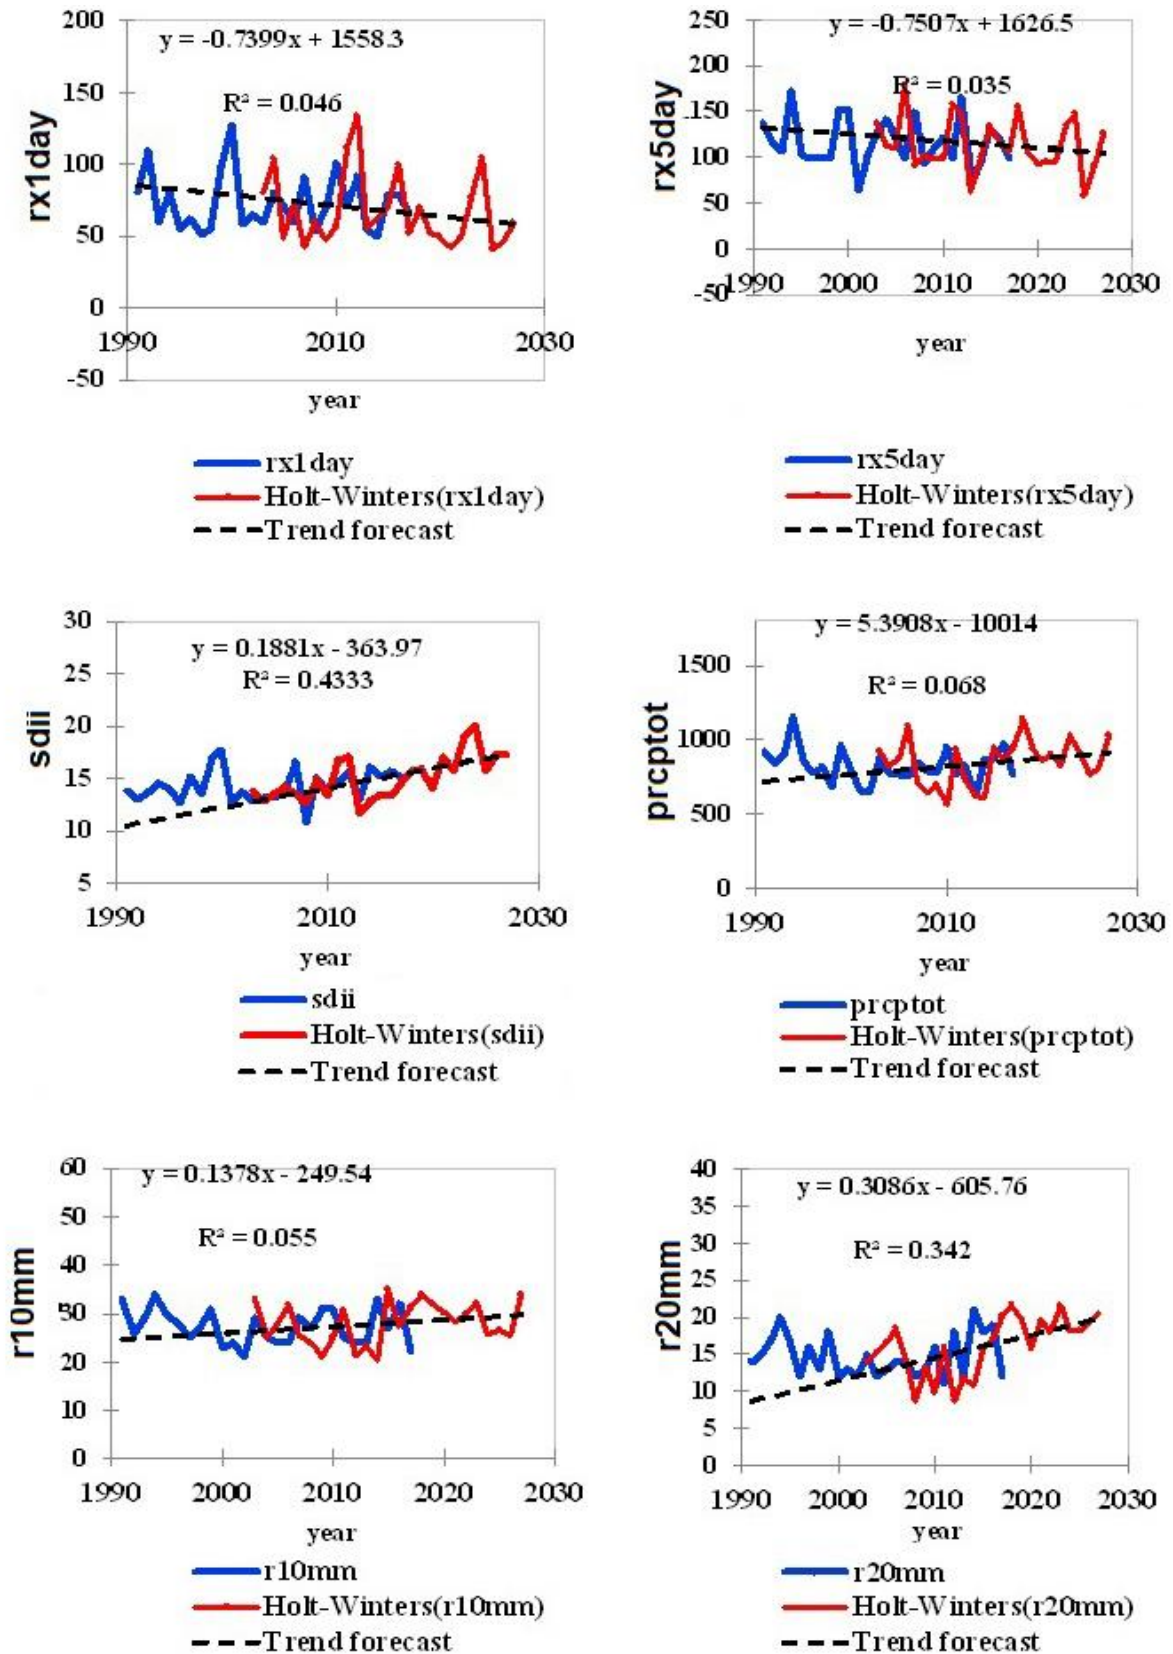 200
y = -0.7399x + 1558.3
150
R² = 0.046
rx1day
100
50
0
1990 2010 2030
-50
year
rx1day
Holt-Winters(rx1day)
Trend forecast
250
y = -0.7507x + 1626.5
200
R² = 0.035
150
rx5day
100
50
0
-50
1990 2000 2010 2020 2030
year
rx5day
Holt-Winters(rx5day)
Trend forecast
30
y = 0.1881x - 363.97
25
R² = 0.4333
20
sdii
15
10
5
1990 2010 2030
year
sdii
Holt-Winters(sdii)
Trend forecast
y = 5.3908x - 10014
1500
R² = 0.068
prcptot
1000
500
0
1990 2010 2030
year
prcptot
Holt-Winters(prcptot)
Trend forecast
60
y = 0.1378x - 249.54
50
R² = 0.055
40
r10mm
30
20
10
0
1990 2000 2010 2020 2030
year
r10mm
Holt-Winters(r10mm)
Trend forecast
40
y = 0.3086x - 605.76
35
30
R² = 0.342
r20mm
25
20
15
10
5
0
1990 2000 2010 2020 2030
year
r20mm
Holt-Winters(r20mm)
Trend forecast